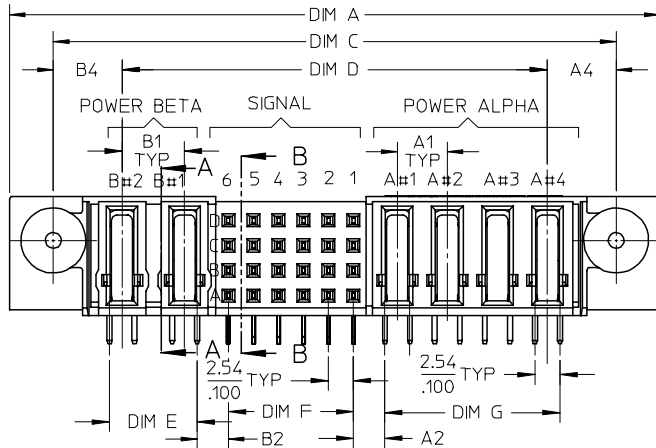 DIM A
DIM C
B4 DIM D A4
POWER BETA SIGNAL POWER ALPHA
B1 TYP A1 TYP
A B
B#2 B#1 6 5 4 3 2 1 A#1 A#2 A#3 A#4
D
C
B
A
A B
2.54 TYP 2.54 TYP
.100 .100
DIM E DIM F DIM G
B2 A2